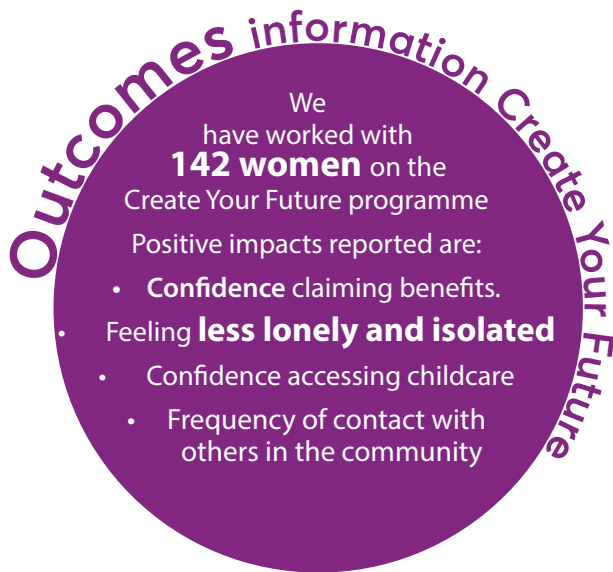 Outcomes information Create Your Future
We
have worked with
142 women on the
Create Your Future programme
Positive impacts reported are:
• Confidence claiming benefits.
• Feeling less lonely and isolated
• Confidence accessing childcare
• Frequency of contact with
others in the community